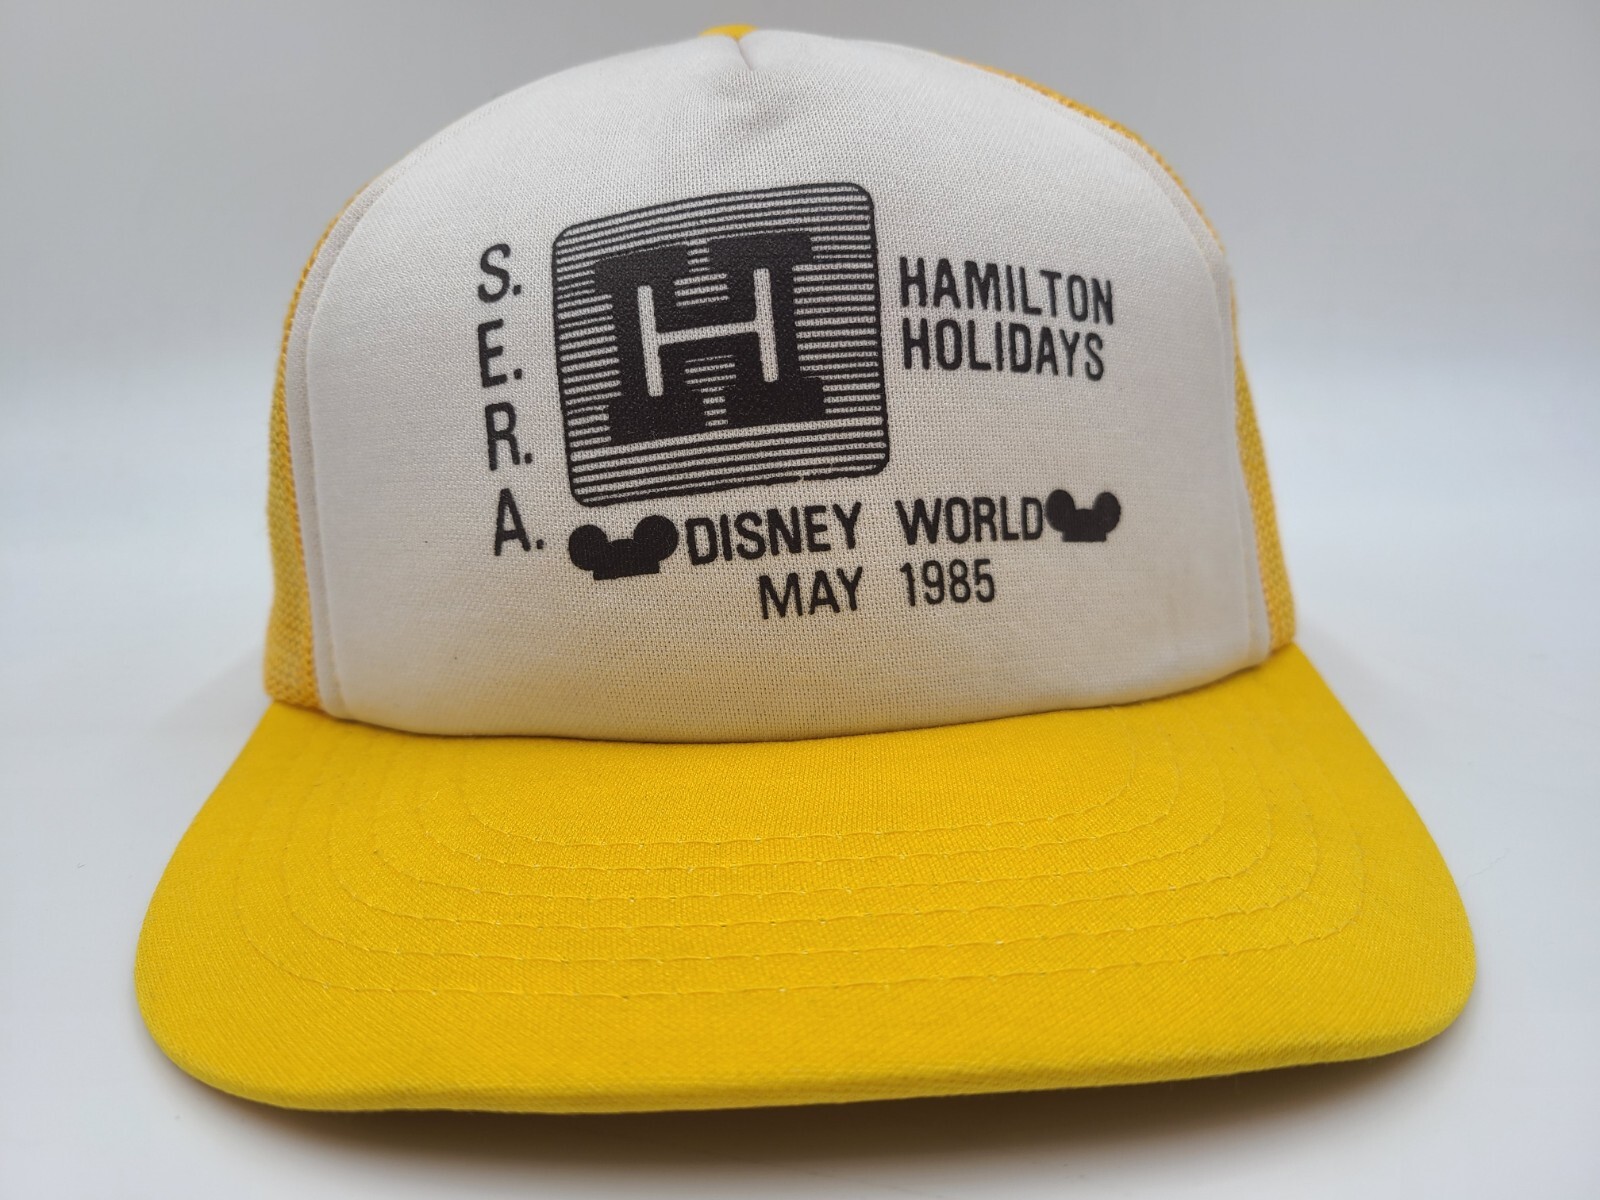 S.
E.
R.
A.
H
HAMILTON
HOLIDAYS
DISNEY WORLD
MAY 1985